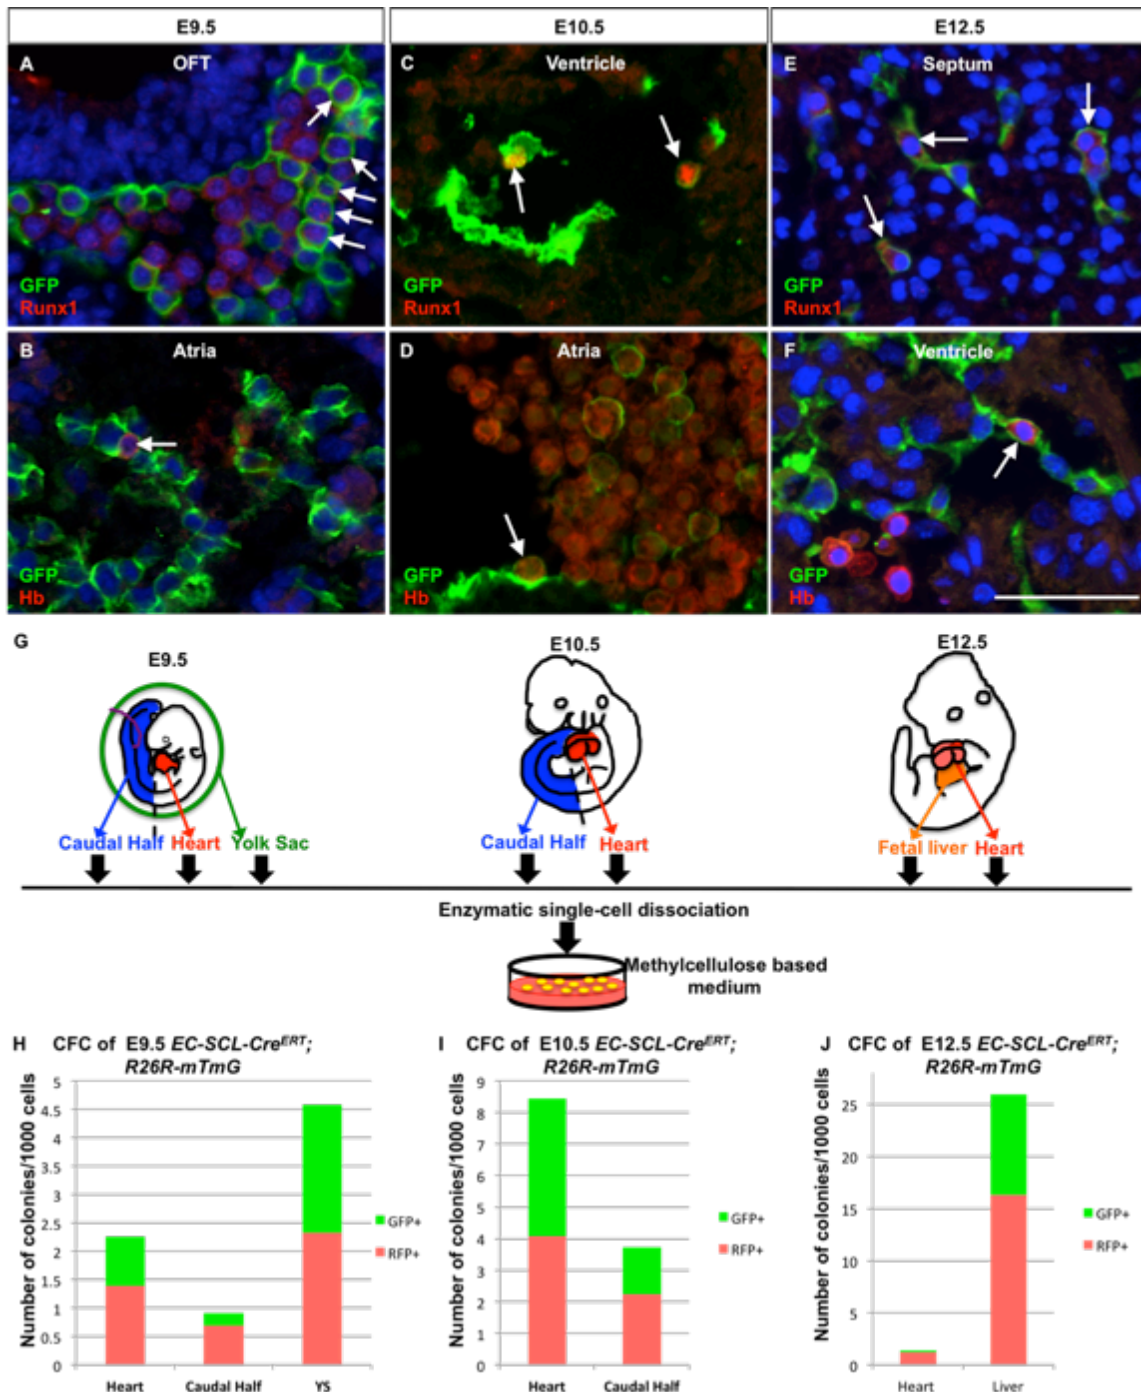 E9.5
E10.5
E12.5
A
OFT
GFP
Runx1
C
Ventricle
GFP
Runx1
E
Septum
GFP
Runx1
B
Atria
GFP
Hb
D
Atria
GFP
Hb
F
Ventricle
GFP
Hb
G
E9.5
E10.5
E12.5
Caudal Half Heart Yolk Sac
Caudal Half Heart
Fetal liver Heart
Enzymatic single-cell dissociation
Methylcellulose based
medium
H CFC of E9.5 EC-SCL-CreERT;
R26R-mTmG
Number of colonies/1000 cells
5
4.5
4
3.5
3
2.5
2
1.5
1
0.5
0
Heart Caudal Half YS
GFP+
RFP+
I CFC of E10.5 EC-SCL-CreERT;
R26R-mTmG
Number of colonies/1000 cells
9
8
7
6
5
4
3
2
1
0
Heart Caudal Half
GFP+
RFP+
J CFC of E12.5 EC-SCL-CreERT;
R26R-mTmG
Number of colonies/1000 cells
25
20
15
10
5
0
Heart Liver
GFP+
RFP+